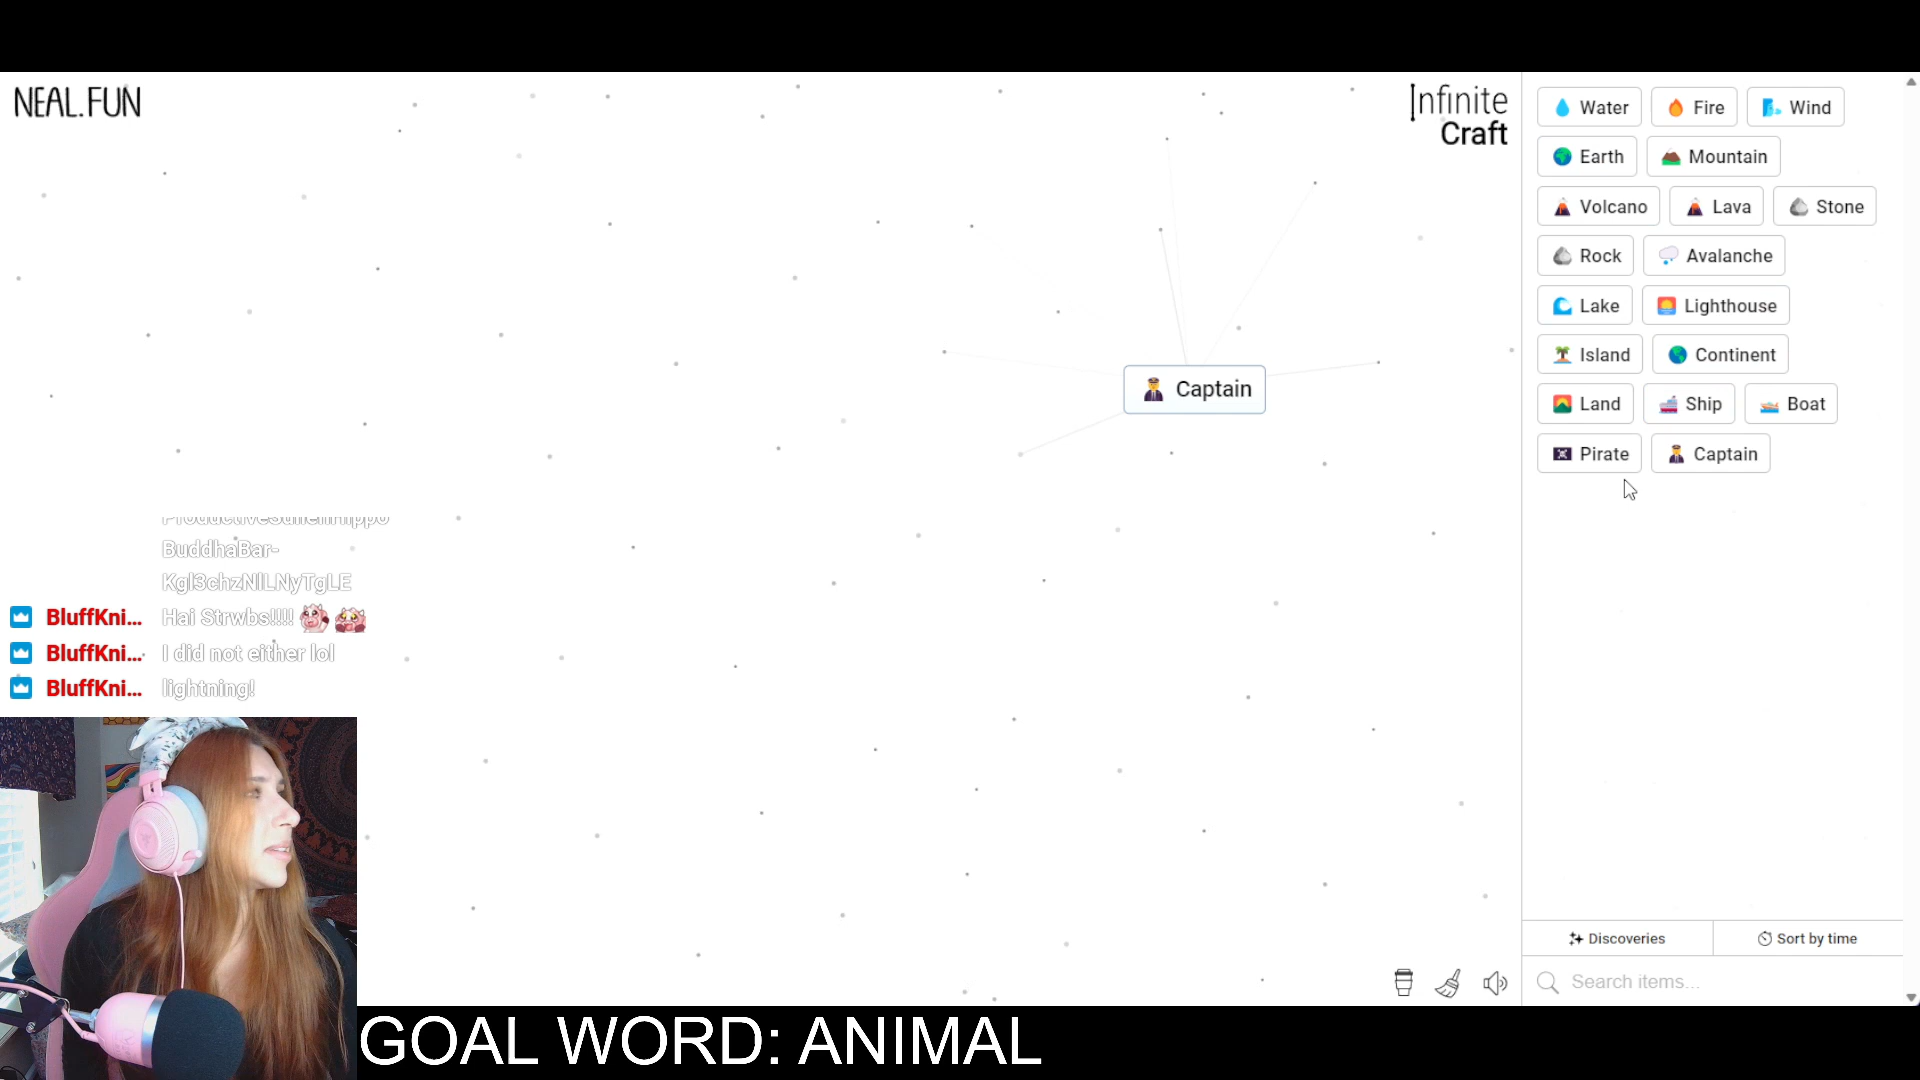 NEAL.FUN
Infinite
Craft
Captain
Water
Fire
Wind
Earth
Mountain
Volcano
Lava
Stone
Rock
Avalanche
Lake
Lighthouse
Island
Continent
Land
Ship
Boat
Pirate
Captain
BuddhaBar-
BluffKni... Hai Strwbs!!!!
BluffKni... I did not either lol
BluffKni... lightning!
Discoveries
Sort by time
Search items...
GOAL WORD: ANIMAL